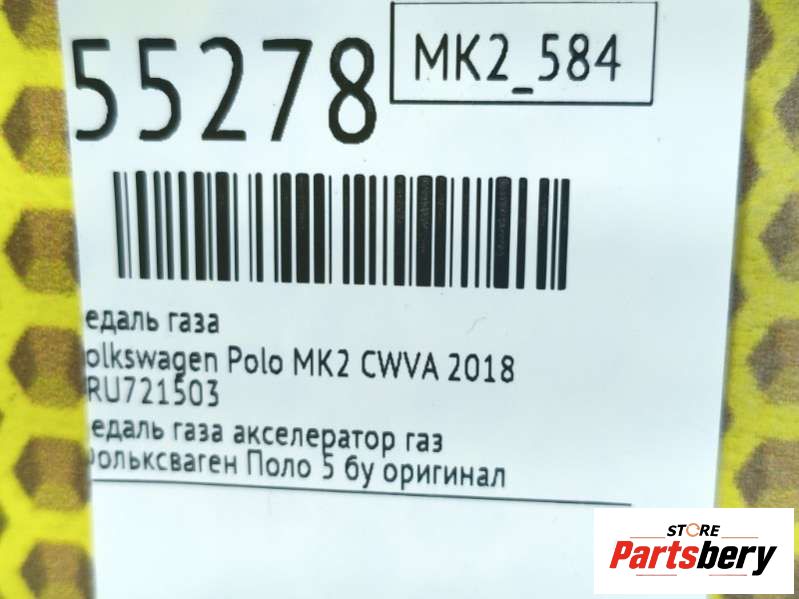 55278
MK2_584
едаль газа
olkswagen Polo MK2 CWVA 2018
RU721503
едаль газа акселератор газ
фольксваген Поло 5 бу оригинал
STORE
Partsbery